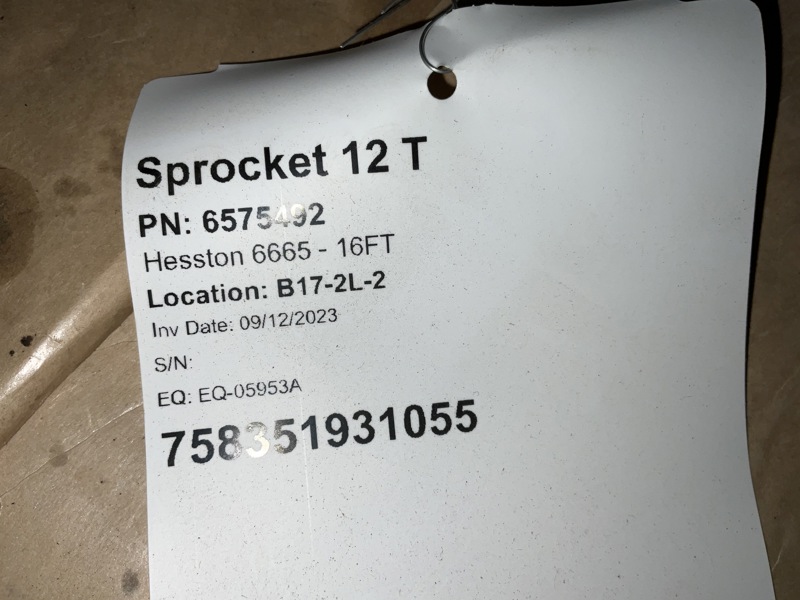 Sprocket 12 T
PN: 6575492
Hesston 6665 - 16FT
Location: B17-2L-2
Inv Date: 09/12/2023
S/N:
EQ: EQ-05953A
758351931055